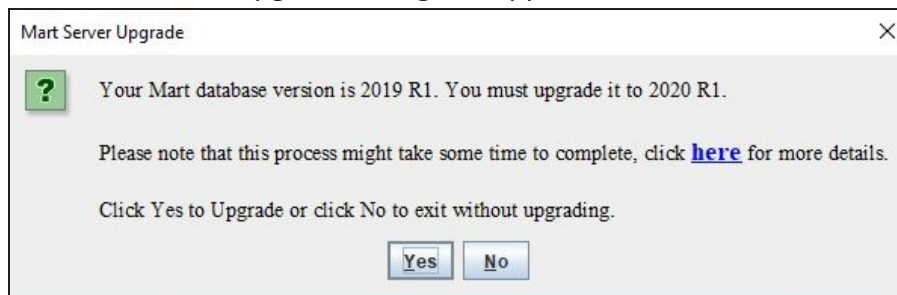 Mart Server Upgrade
Your Mart database version is 2019 R1. You must upgrade it to 2020 R1.
Please note that this process might take some time to complete, click here for more details.
Click Yes to Upgrade or click No to exit without upgrading.
Yes No